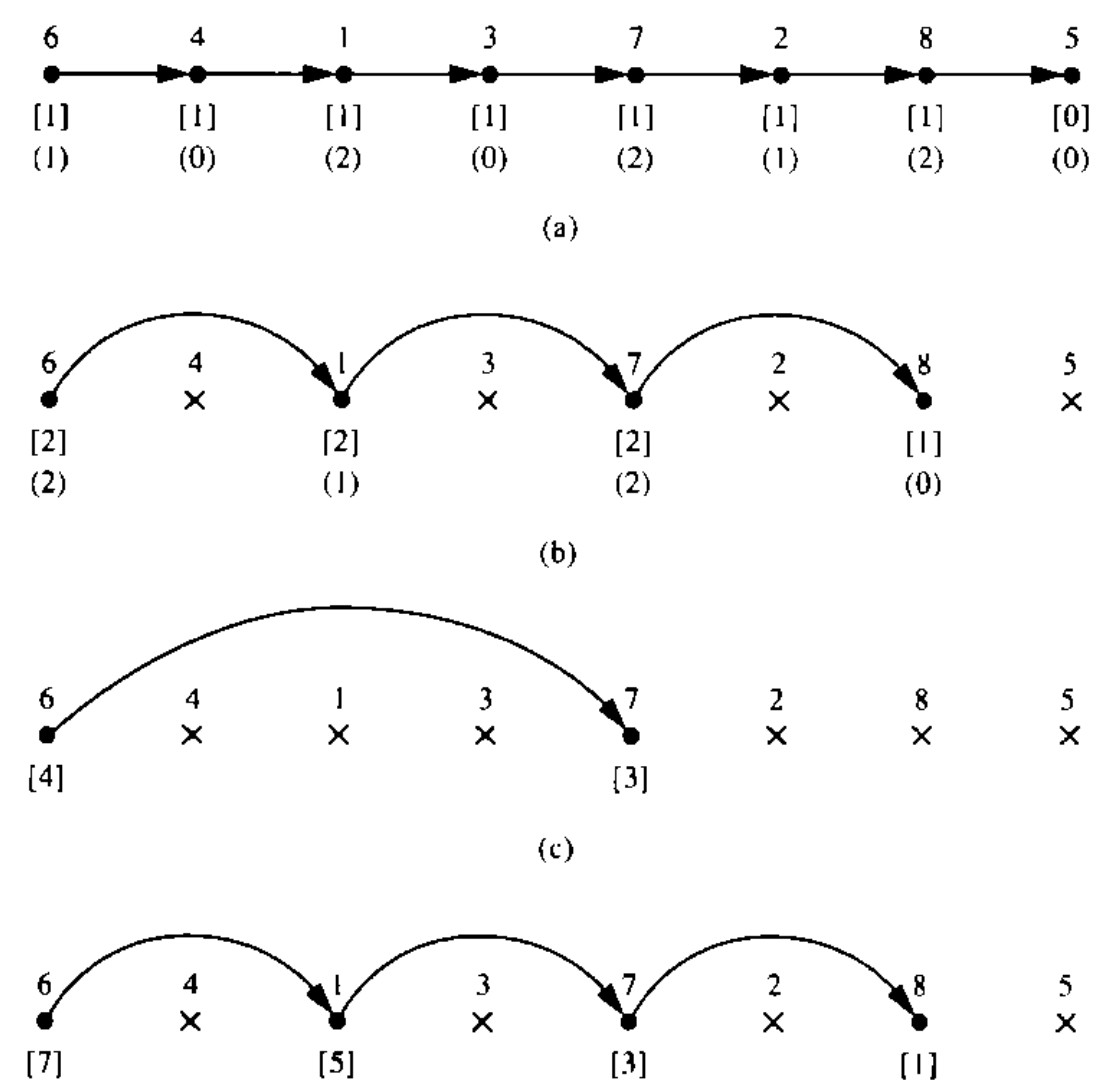 6 4 1 3 7 2 8 5
[1] [1] [1] [1] [1] [1] [1] [0]
(1) (0) (2) (0) (2) (1) (2) (0)
(a)
6 4 1 3 7 2 8 5
[2] [2] [2] [1]
(2) (1) (2) (0)
(b)
6 4 1 3 7 2 8 5
[4] [3]
(c)
6 4 1 3 7 2 8 5
[7] [5] [3] [1]